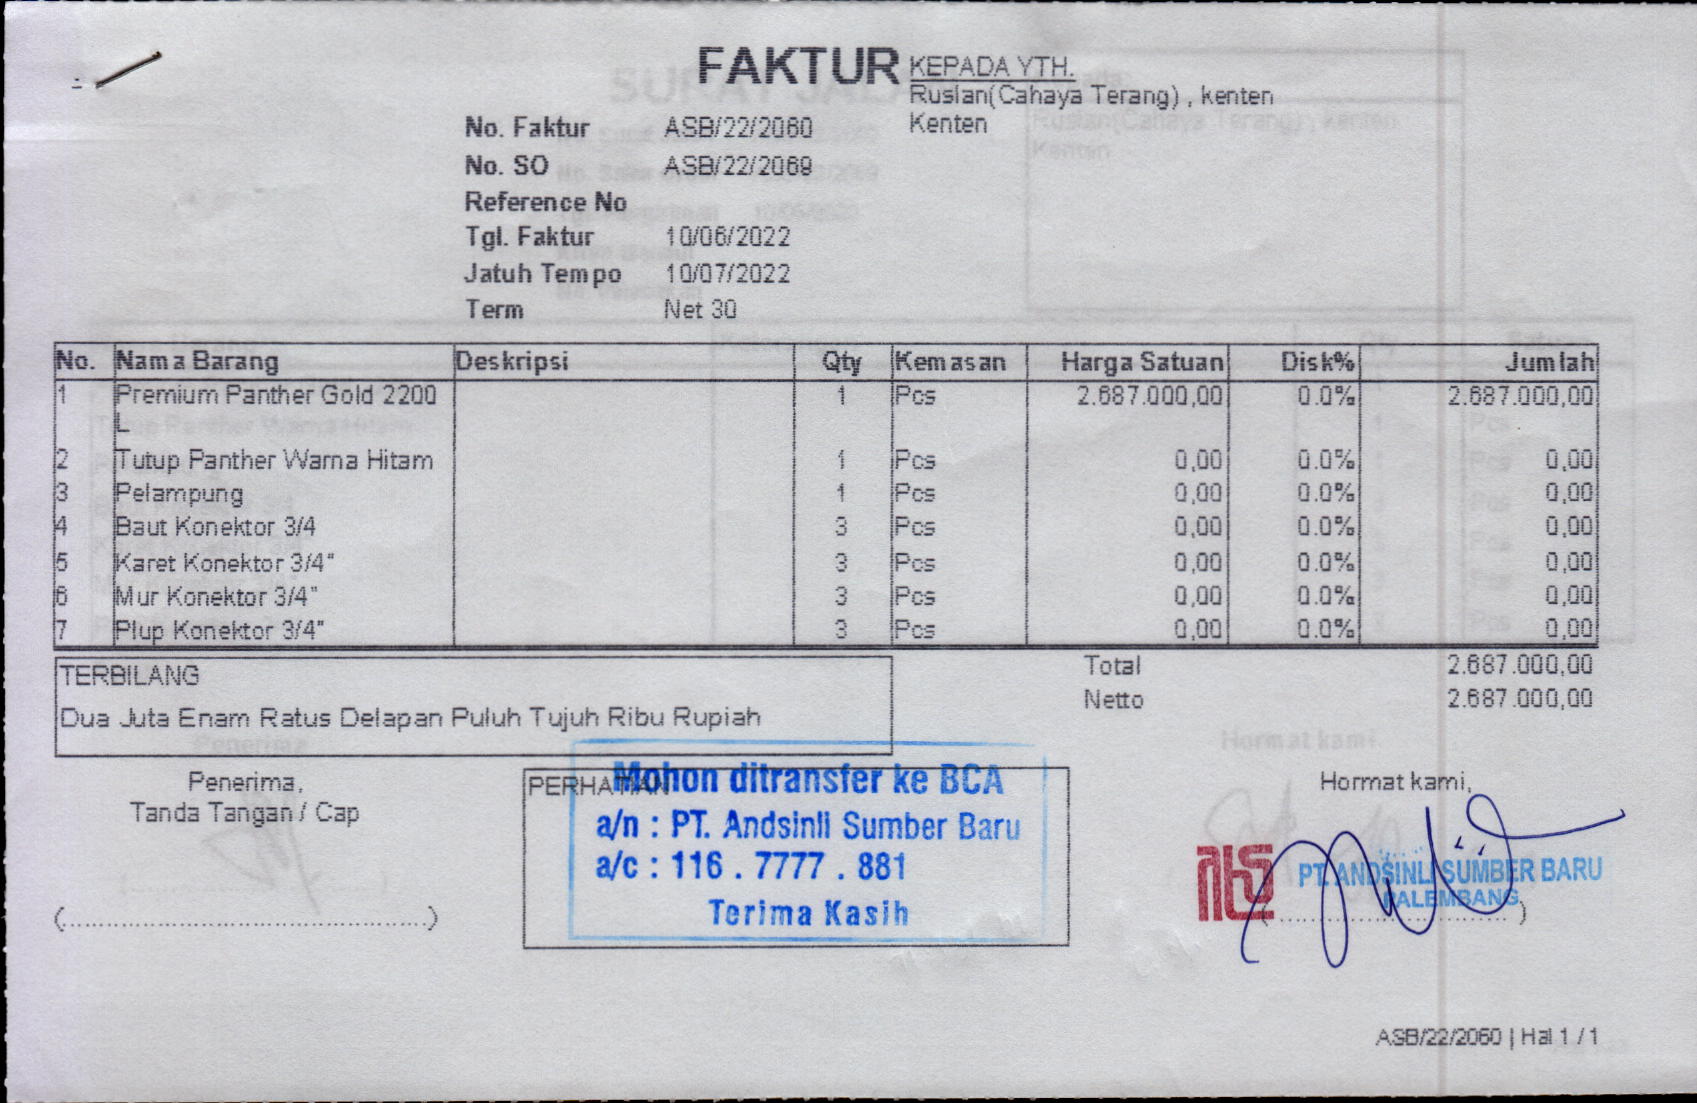 FAKTUR
KEPADA YTH.
Ruslan(Cahaya Terang) , kenten
Kenten
No. Faktur ASB/22/2060
No. SO ASB/22/2069
Reference No
Tgl. Faktur 10/06/2022
Jatuh Tempo 10/07/2022
Term Net 30
No. Nama Barang Deskripsi Qty Kemasan Harga Satuan Disk% Jumlah
1 Premium Panther Gold 2200 1 Pcs 2.687.000,00 0.0% 2.687.000,00
L
2 Tutup Panther Warna Hitam 1 Pcs 0,00 0.0% 0,00
3 Pelampung 1 Pcs 0,00 0.0% 0,00
4 Baut Konektor 3/4 3 Pcs 0,00 0.0% 0,00
5 Karet Konektor 3/4" 3 Pcs 0,00 0.0% 0,00
6 Mur Konektor 3/4" 3 Pcs 0,00 0.0% 0,00
7 Plup Konektor 3/4" 3 Pcs 0,00 0.0% 0,00
Total 2.687.000,00
Netto 2.687.000,00
TERBILANG
Dua Juta Enam Ratus Delapan Puluh Tujuh Ribu Rupiah
Penerima,
Tanda Tangan / Cap
(..................................................)
PERHATIAN
Mohon ditransfer ke BCA
a/n : PT. Andsinli Sumber Baru
a/c : 116 . 7777 . 881
Terima Kasih
Hormat kami,
PT. ANDSINLI SUMBER BARU
PALEMBANG
ASB/22/2060 | Hal 1 / 1